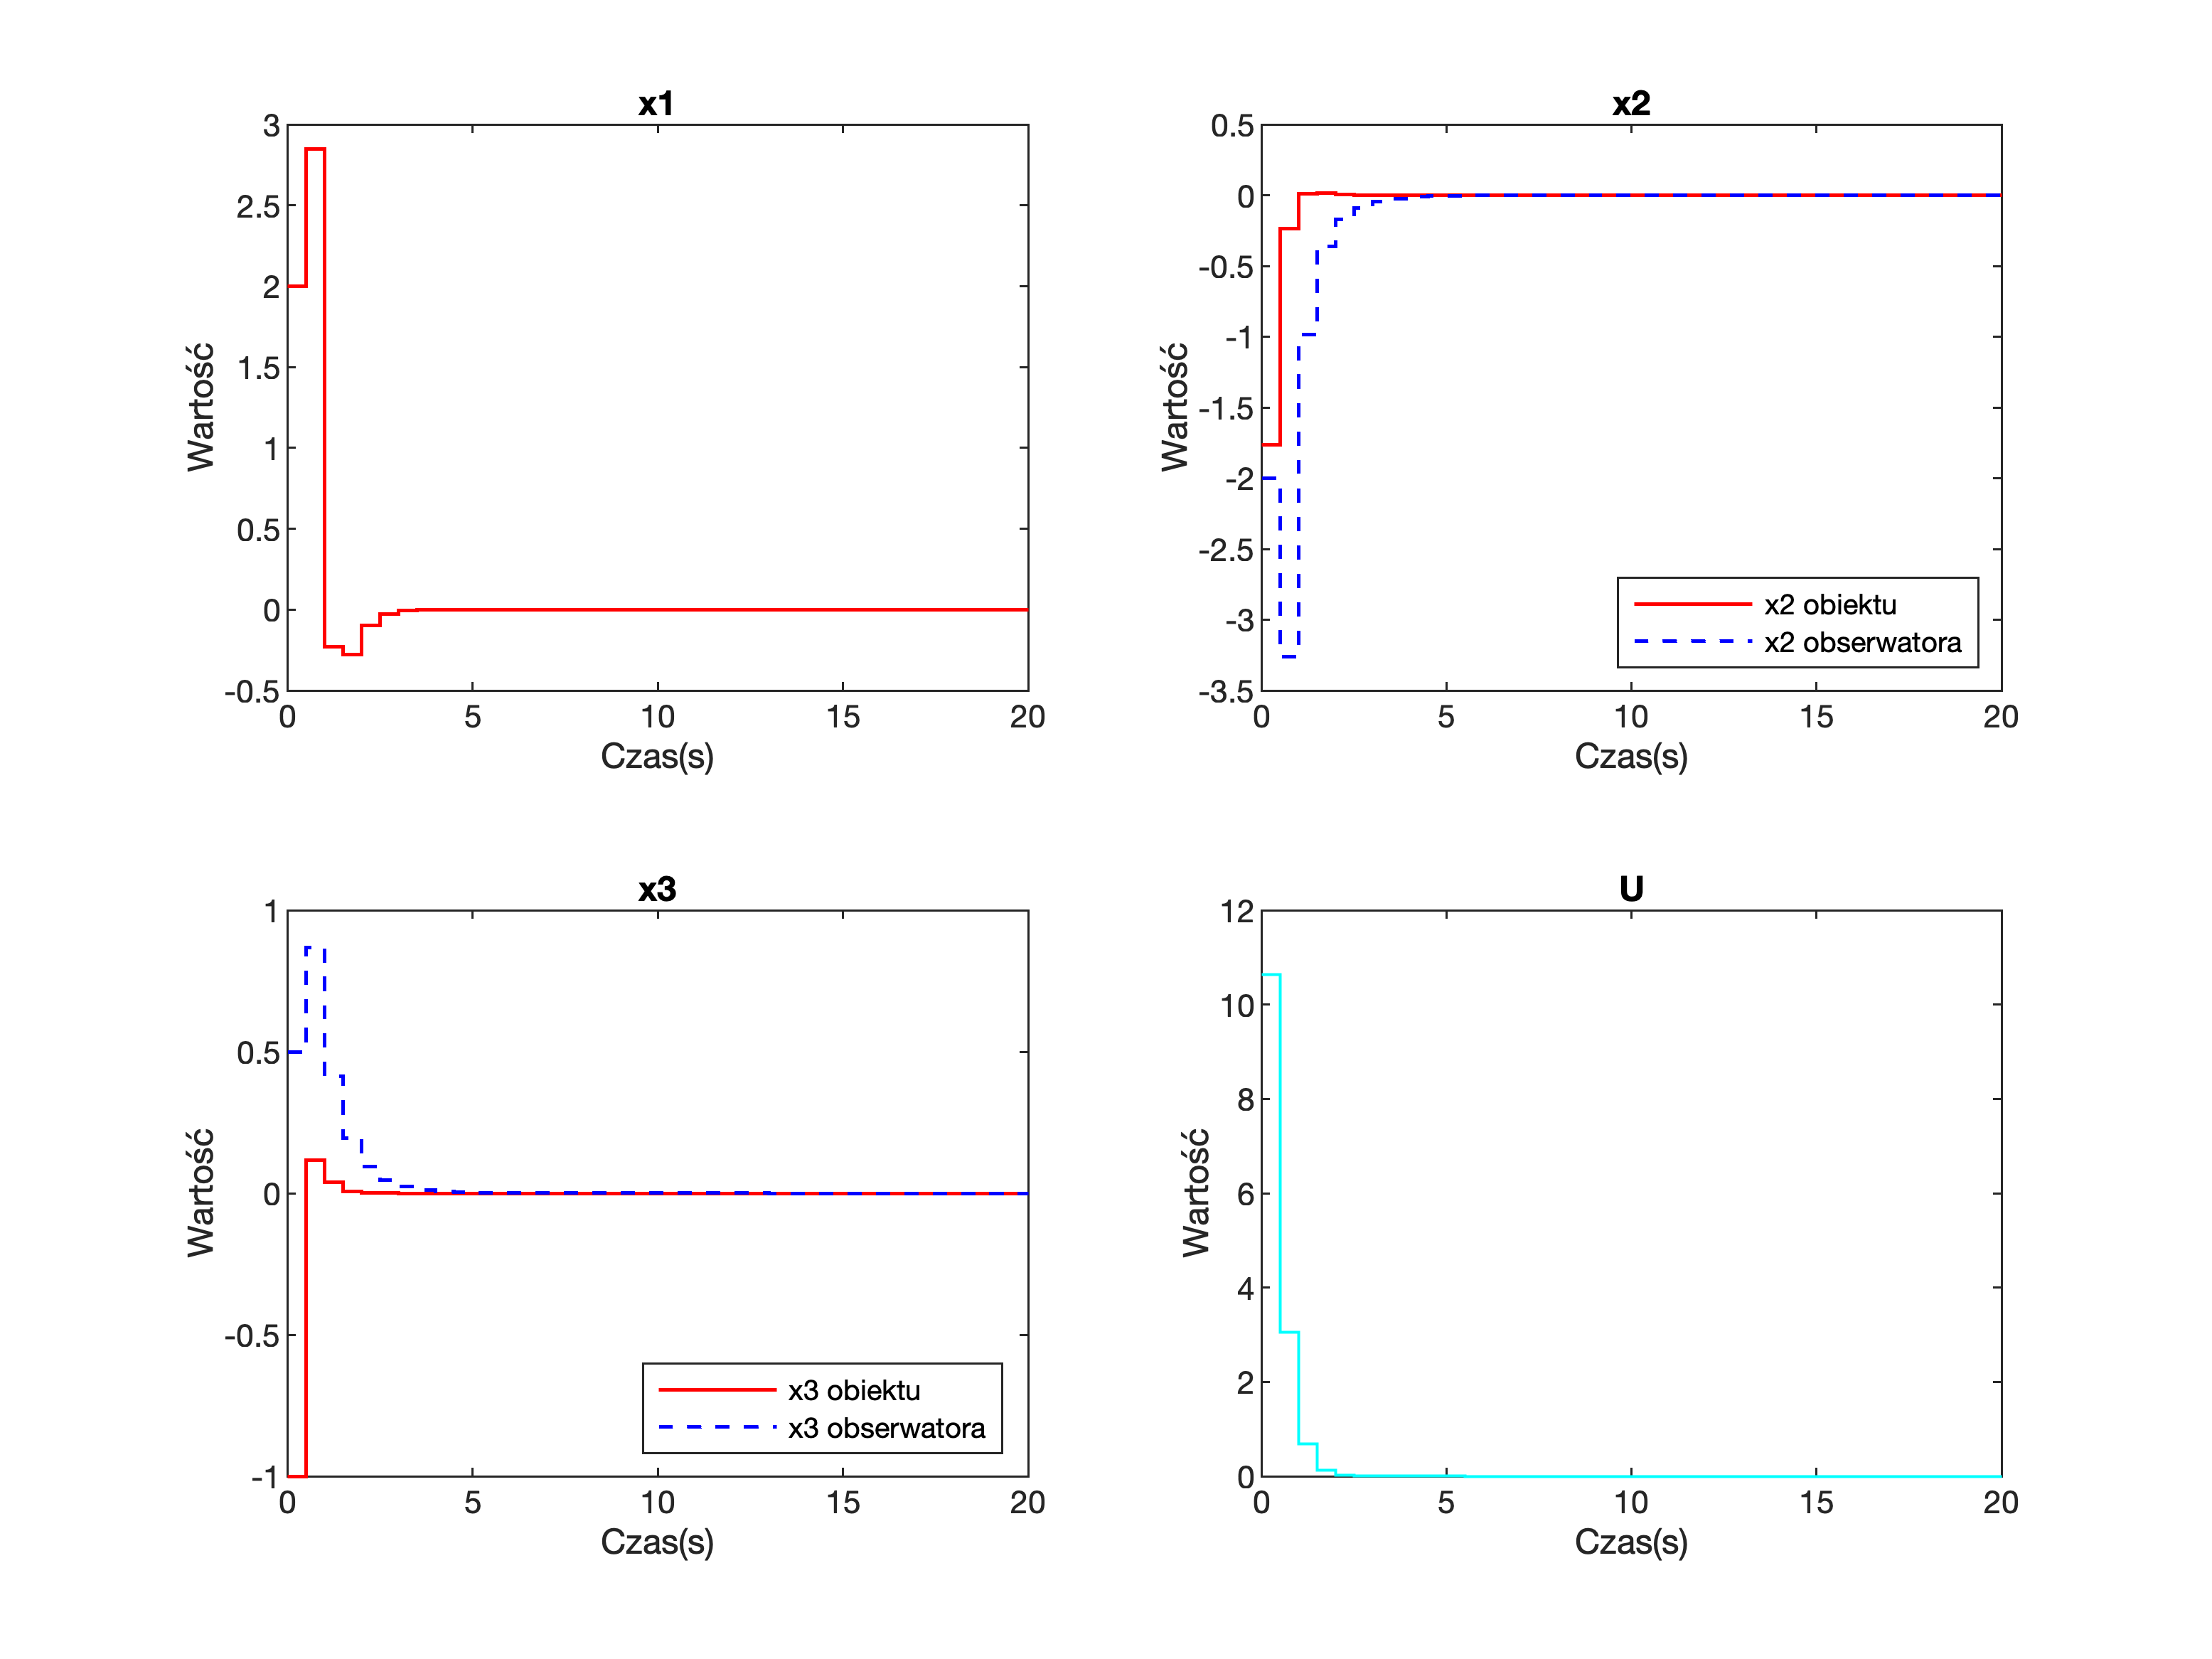 x1
3
2.5
2
1.5
1
0.5
0
-0.5
Wartość
0 5 10 15 20
Czas(s)
x2
0.5
0
-0.5
-1
-1.5
-2
-2.5
-3
-3.5
Wartość
x2 obiektu
x2 obserwatora
0 5 10 15 20
Czas(s)
x3
1
0.5
0
-0.5
-1
Wartość
x3 obiektu
x3 obserwatora
0 5 10 15 20
Czas(s)
U
12
10
8
6
4
2
0
Wartość
0 5 10 15 20
Czas(s)